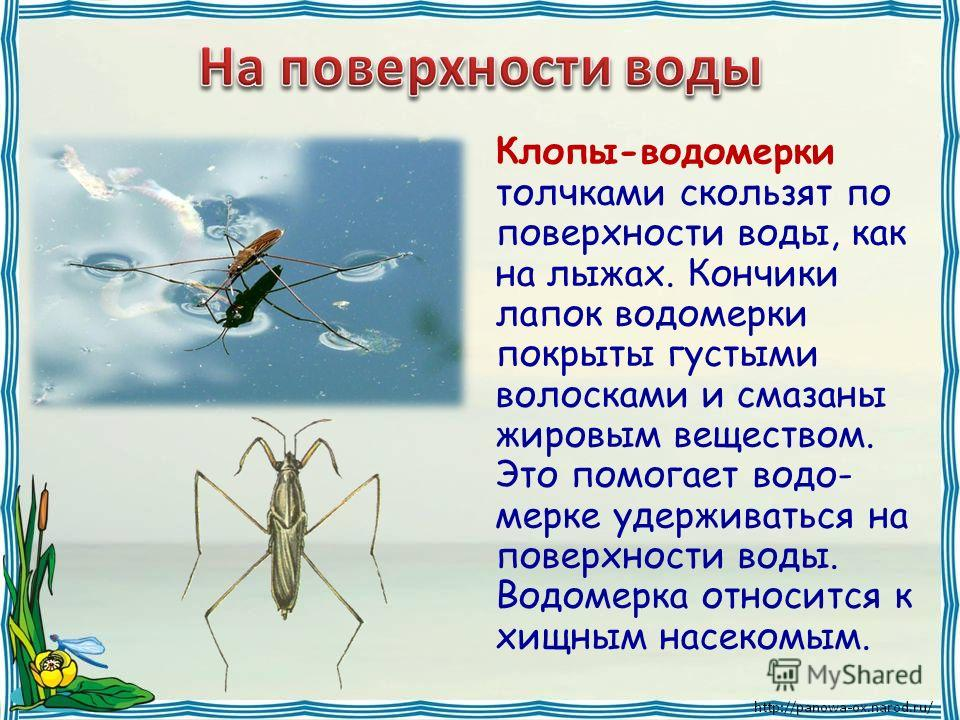 На поверхности воды
Клопы-водомерки
толчками скользят по
поверхности воды, как
на лыжах. Кончики
лапок водомерки
покрыты густыми
волосками и смазаны
жировым веществом.
Это помогает водо-
мерке удерживаться на
поверхности воды.
Водомерка относится к
хищным насекомым.
MyShared
http://panowa-ox.narod.ru/